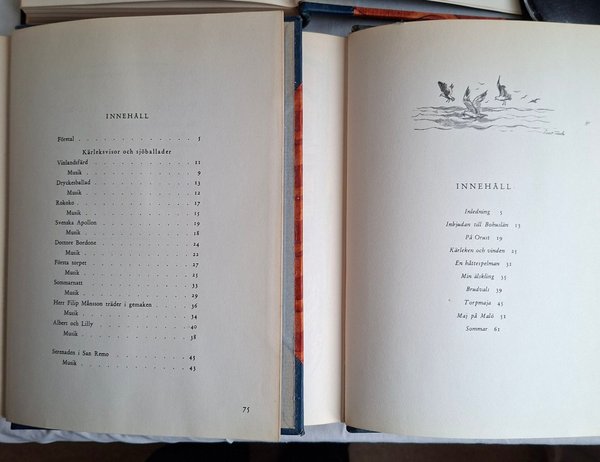 INNEHÅLL
Företal . . . . . . . . . . . . 5
Kärleksvisor och sjöballader
Vinlandsfärd . . . . . . . . . . . 11
Musik . . . . . . . . . . . 9
Dryckesballad . . . . . . . . . . . 13
Musik . . . . . . . . . . . 12
Rokoko . . . . . . . . . . . . 17
Musik . . . . . . . . . . . 15
Svenska Apollon . . . . . . . . . . 19
Musik . . . . . . . . . . . 18
Dottore Bordone . . . . . . . . . . 24
Musik . . . . . . . . . . . 22
Första torpet . . . . . . . . . . . 27
Musik . . . . . . . . . . . 25
Sommarnatt . . . . . . . . . . . 33
Musik . . . . . . . . . . . 29
Herr Filip Månsson träder i gemaken . . . . 36
Musik . . . . . . . . . . . 34
Albert och Lilly . . . . . . . . . . 40
Musik . . . . . . . . . . . 38
Serenaden i San Remo . . . . . . . . 45
Musik . . . . . . . . . . . 43
75
INNEHÅLL
Inledning 5
Inbjudan till Bohuslän 13
På Orust 19
Kärleken och vinden 25
En håttespelman 31
Min älskling 35
Brudvals 39
Torpmaja 45
Maj på Malö 51
Sommar 61